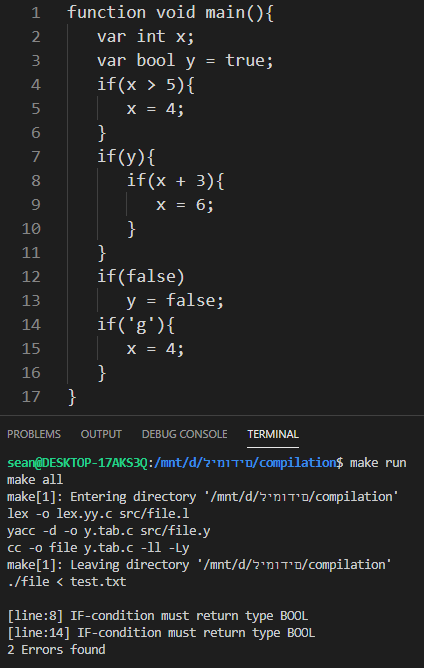 1 function void main(){
2 var int x;
3 var bool y = true;
4 if(x > 5){
5 x = 4;
6 }
7 if(y){
8 if(x + 3){
9 x = 6;
10 }
11 }
12 if(false)
13 y = false;
14 if('g'){
15 x = 4;
16 }
17 }
PROBLEMS OUTPUT DEBUG CONSOLE TERMINAL
sean@DESKTOP-17AKS3Q:/mnt/d/םידומיל/compilation$ make run
make all
make[1]: Entering directory '/mnt/d/םידומיל/compilation'
lex -o lex.yy.c src/file.l
yacc -d -o y.tab.c src/file.y
cc -o file y.tab.c -ll -Ly
make[1]: Leaving directory '/mnt/d/םידומיל/compilation'
./file < test.txt
[line:8] IF-condition must return type BOOL
[line:14] IF-condition must return type BOOL
2 Errors found